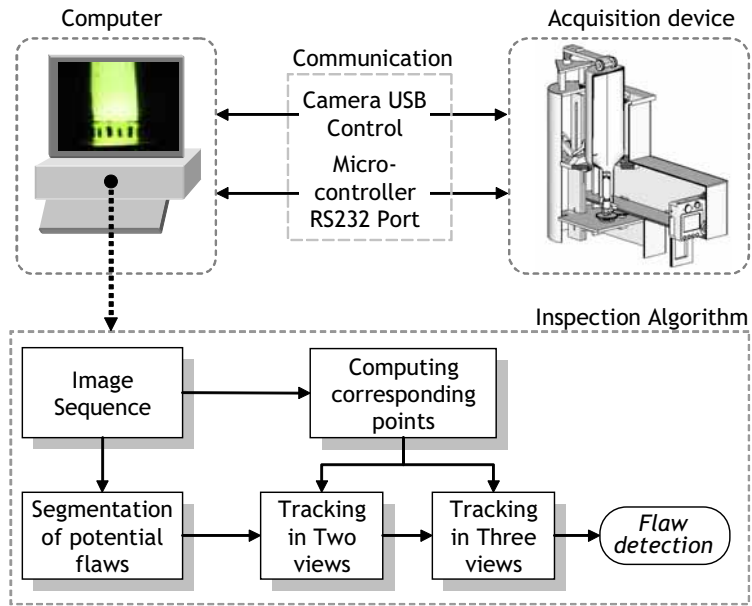 Computer
Acquisition device
Communication
Camera USB
Control
Micro-
controller
RS232 Port
Inspection Algorithm
Image
Sequence
Computing
corresponding
points
Segmentation
of potential
flaws
Tracking
in Two
views
Tracking
in Three
views
Flaw
detection